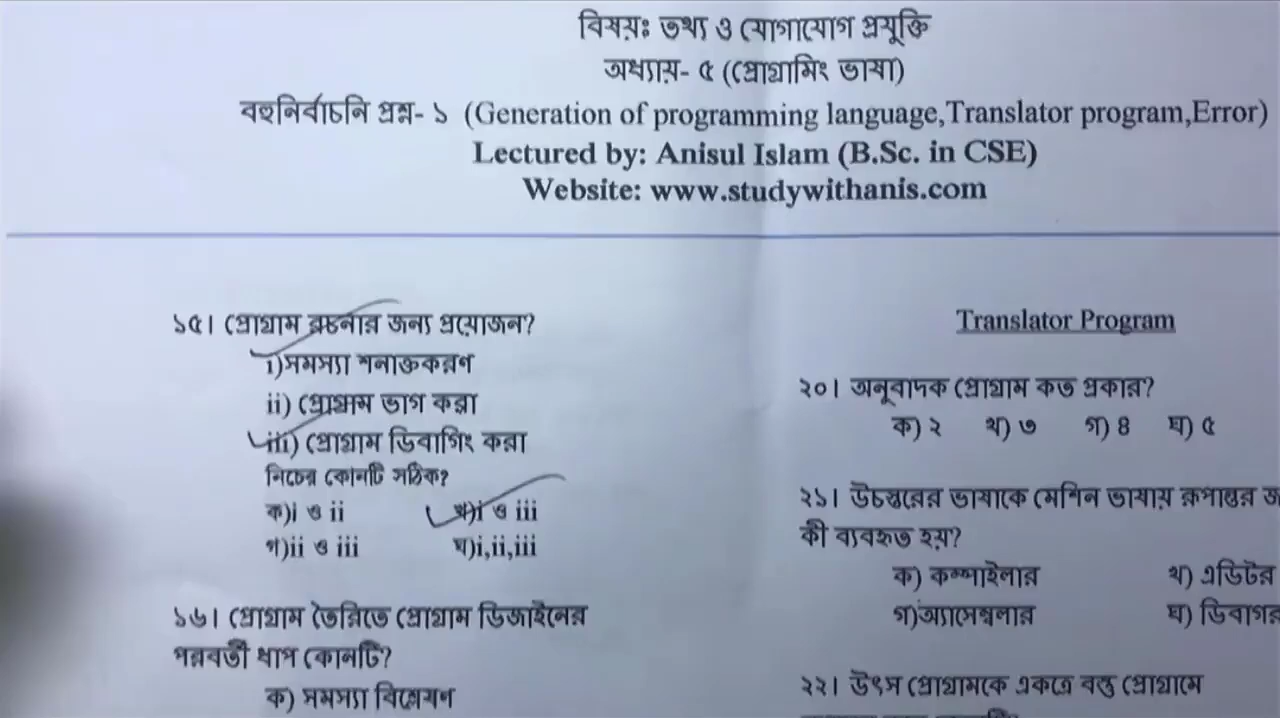 বিষয়ঃ তথ্য ও যোগাযোগ প্রযুক্তি
অধ্যায়- ৫ (প্রোগ্রামিং ভাষা)
বহুনির্বাচনি প্রশ্ন- ১ (Generation of programming language,Translator program,Error)
Lectured by: Anisul Islam (B.Sc. in CSE)
Website: www.studywithanis.com
১৫। প্রোগ্রাম রচনার জন্য প্রয়োজন?
i)সমস্যা শনাক্তকরণ
ii) প্রোগ্রাম ভাগ করা
iii) প্রোগ্রাম ডিবাগিং করা
নিচের কোনটি সঠিক?
ক)i ও ii খ)i ও iii
গ)ii ও iii ঘ)i,ii,iii
১৬। প্রোগ্রাম তৈরিতে প্রোগ্রাম ডিজাইনের
পরবর্তী ধাপ কোনটি?
ক) সমস্যা বিশ্লেষণ
Translator Program
২০। অনুবাদক প্রোগ্রাম কত প্রকার?
ক) ২ খ) ৩ গ) ৪ ঘ) ৫
২১। উচস্তরের ভাষাকে মেশিন ভাষায় রূপান্তর
কী ব্যবহৃত হয়?
ক) কম্পাইলার খ) এডিটর
গ)অ্যাসেম্বলার ঘ) ডিবাগর
২২। উৎস প্রোগ্রামকে একত্রে বস্তু প্রোগ্রামে